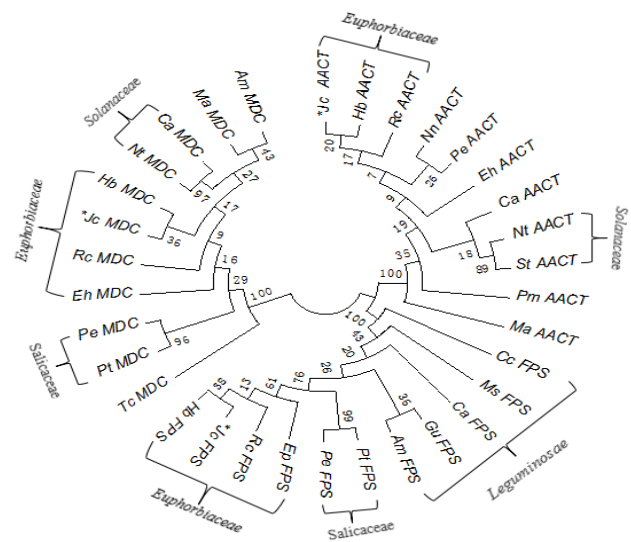 Euphorbiaceae
*Jc AACT
Hb AACT
Rc AACT
Nn AACT
Pe AACT
Eh AACT
Ca AACT
Nt AACT
St AACT
Solanaceae
Pm AACT
Ma AACT
Cc FPS
Ms FPS
Ca FPS
Gu FPS
Am FPS
Leguminosae
Pt FPS
Pe FPS
Salicaceae
Ep FPS
Rc FPS
*Jc FPS
Hb FPS
Euphorbiaceae
Tc MDC
Pt MDC
Pe MDC
Salicaceae
Eh MDC
Rc MDC
*Jc MDC
Hb MDC
Euphorbiaceae
Nt MDC
Ca MDC
Solanaceae
Ma MDC
Am MDC
20
17
7
26
9
19
18
89
35
100
100
43
20
36
26
99
76
61
13
38
100
29
96
16
9
36
17
97
27
43